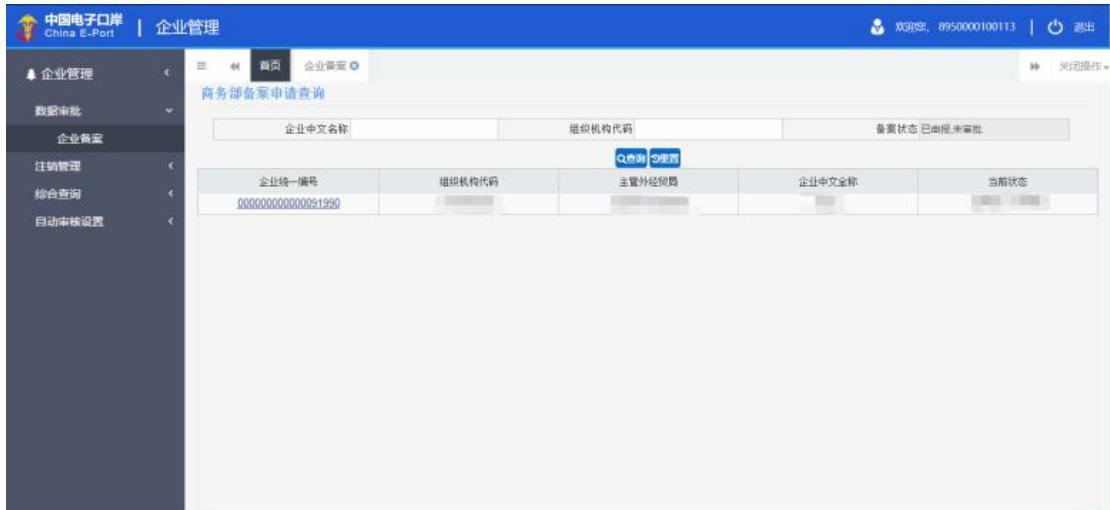 中国电子口岸
China E-Port
企业管理
欢迎您，8950000100113
退出
企业管理
首页
企业备案
关闭操作
商务部备案申请查询
数据审批
企业备案
注销管理
综合查询
自动审核设置
企业中文名称
组织机构代码
备案状态 已申报,未审批
查询 重置
企业统一编号 组织机构代码 主管外经贸局 企业中文全称 当前状态
000000000000091990